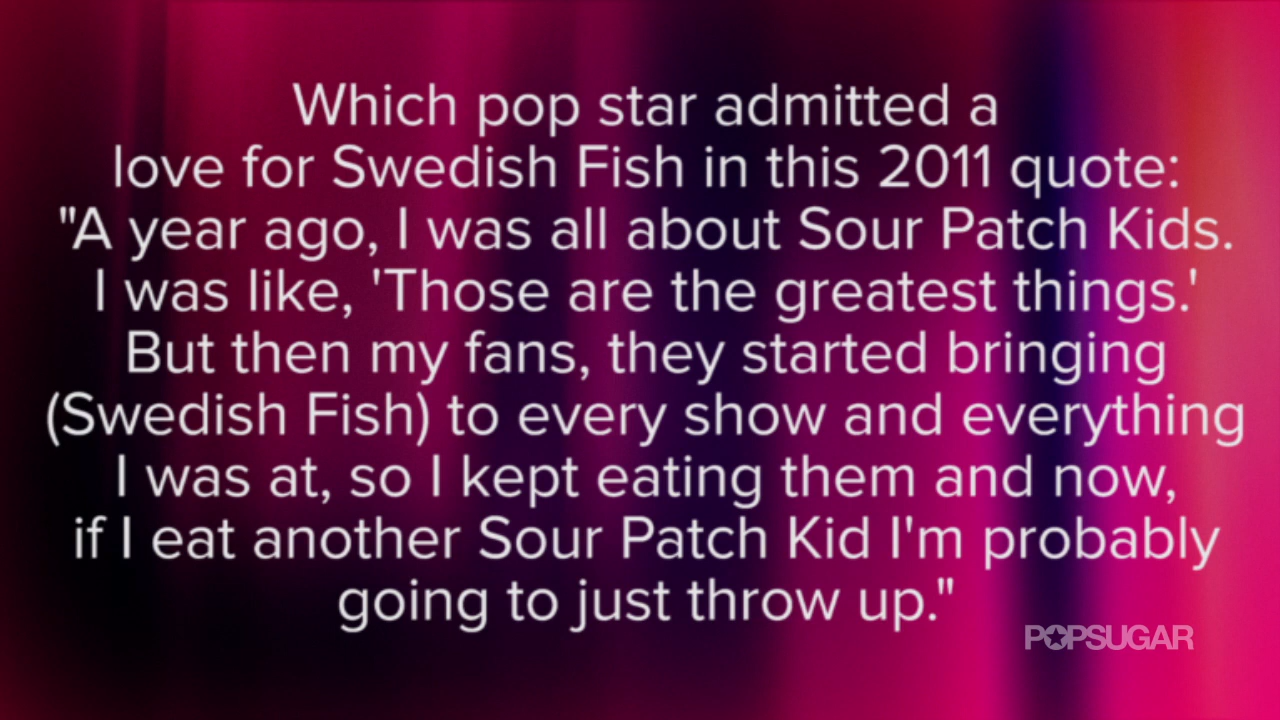 Which pop star admitted a
love for Swedish Fish in this 2011 quote:
"A year ago, I was all about Sour Patch Kids.
I was like, 'Those are the greatest things.'
But then my fans, they started bringing
(Swedish Fish) to every show and everything
I was at, so I kept eating them and now,
if I eat another Sour Patch Kid I'm probably
going to just throw up."
POPSUGAR